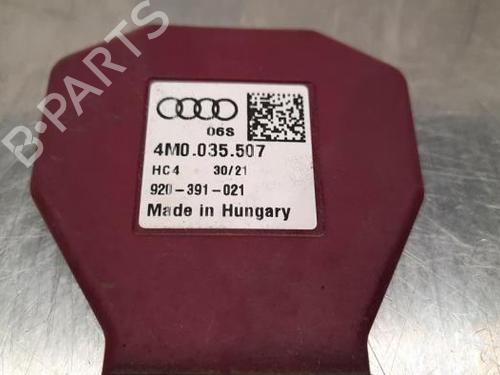 B-PARTS
06S
4M0.035.507
HC4 30/21
920-391-021
Made in Hungary